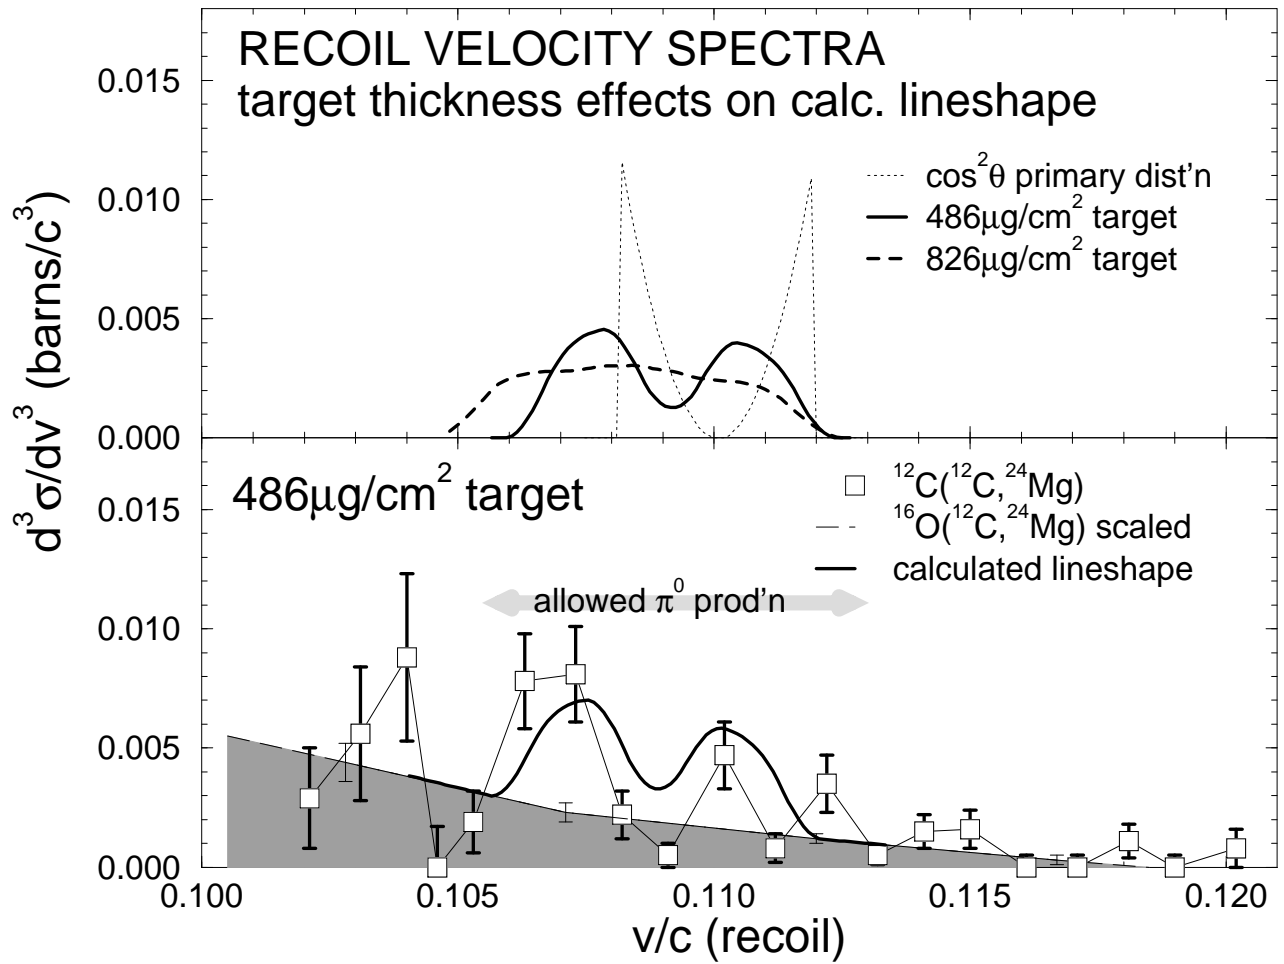 RECOIL VELOCITY SPECTRA
target thickness effects on calc. lineshape
cos²θ primary dist'n
486μg/cm² target
826μg/cm² target
0.015
0.010
0.005
0.000
d³σ/dv³ (barns/c³)
486μg/cm² target
¹²C(¹²C,²⁴Mg)
¹⁶O(¹²C,²⁴Mg) scaled
calculated lineshape
allowed π⁰ prod'n
0.015
0.010
0.005
0.000
0.100 0.105 0.110 0.115 0.120
v/c (recoil)